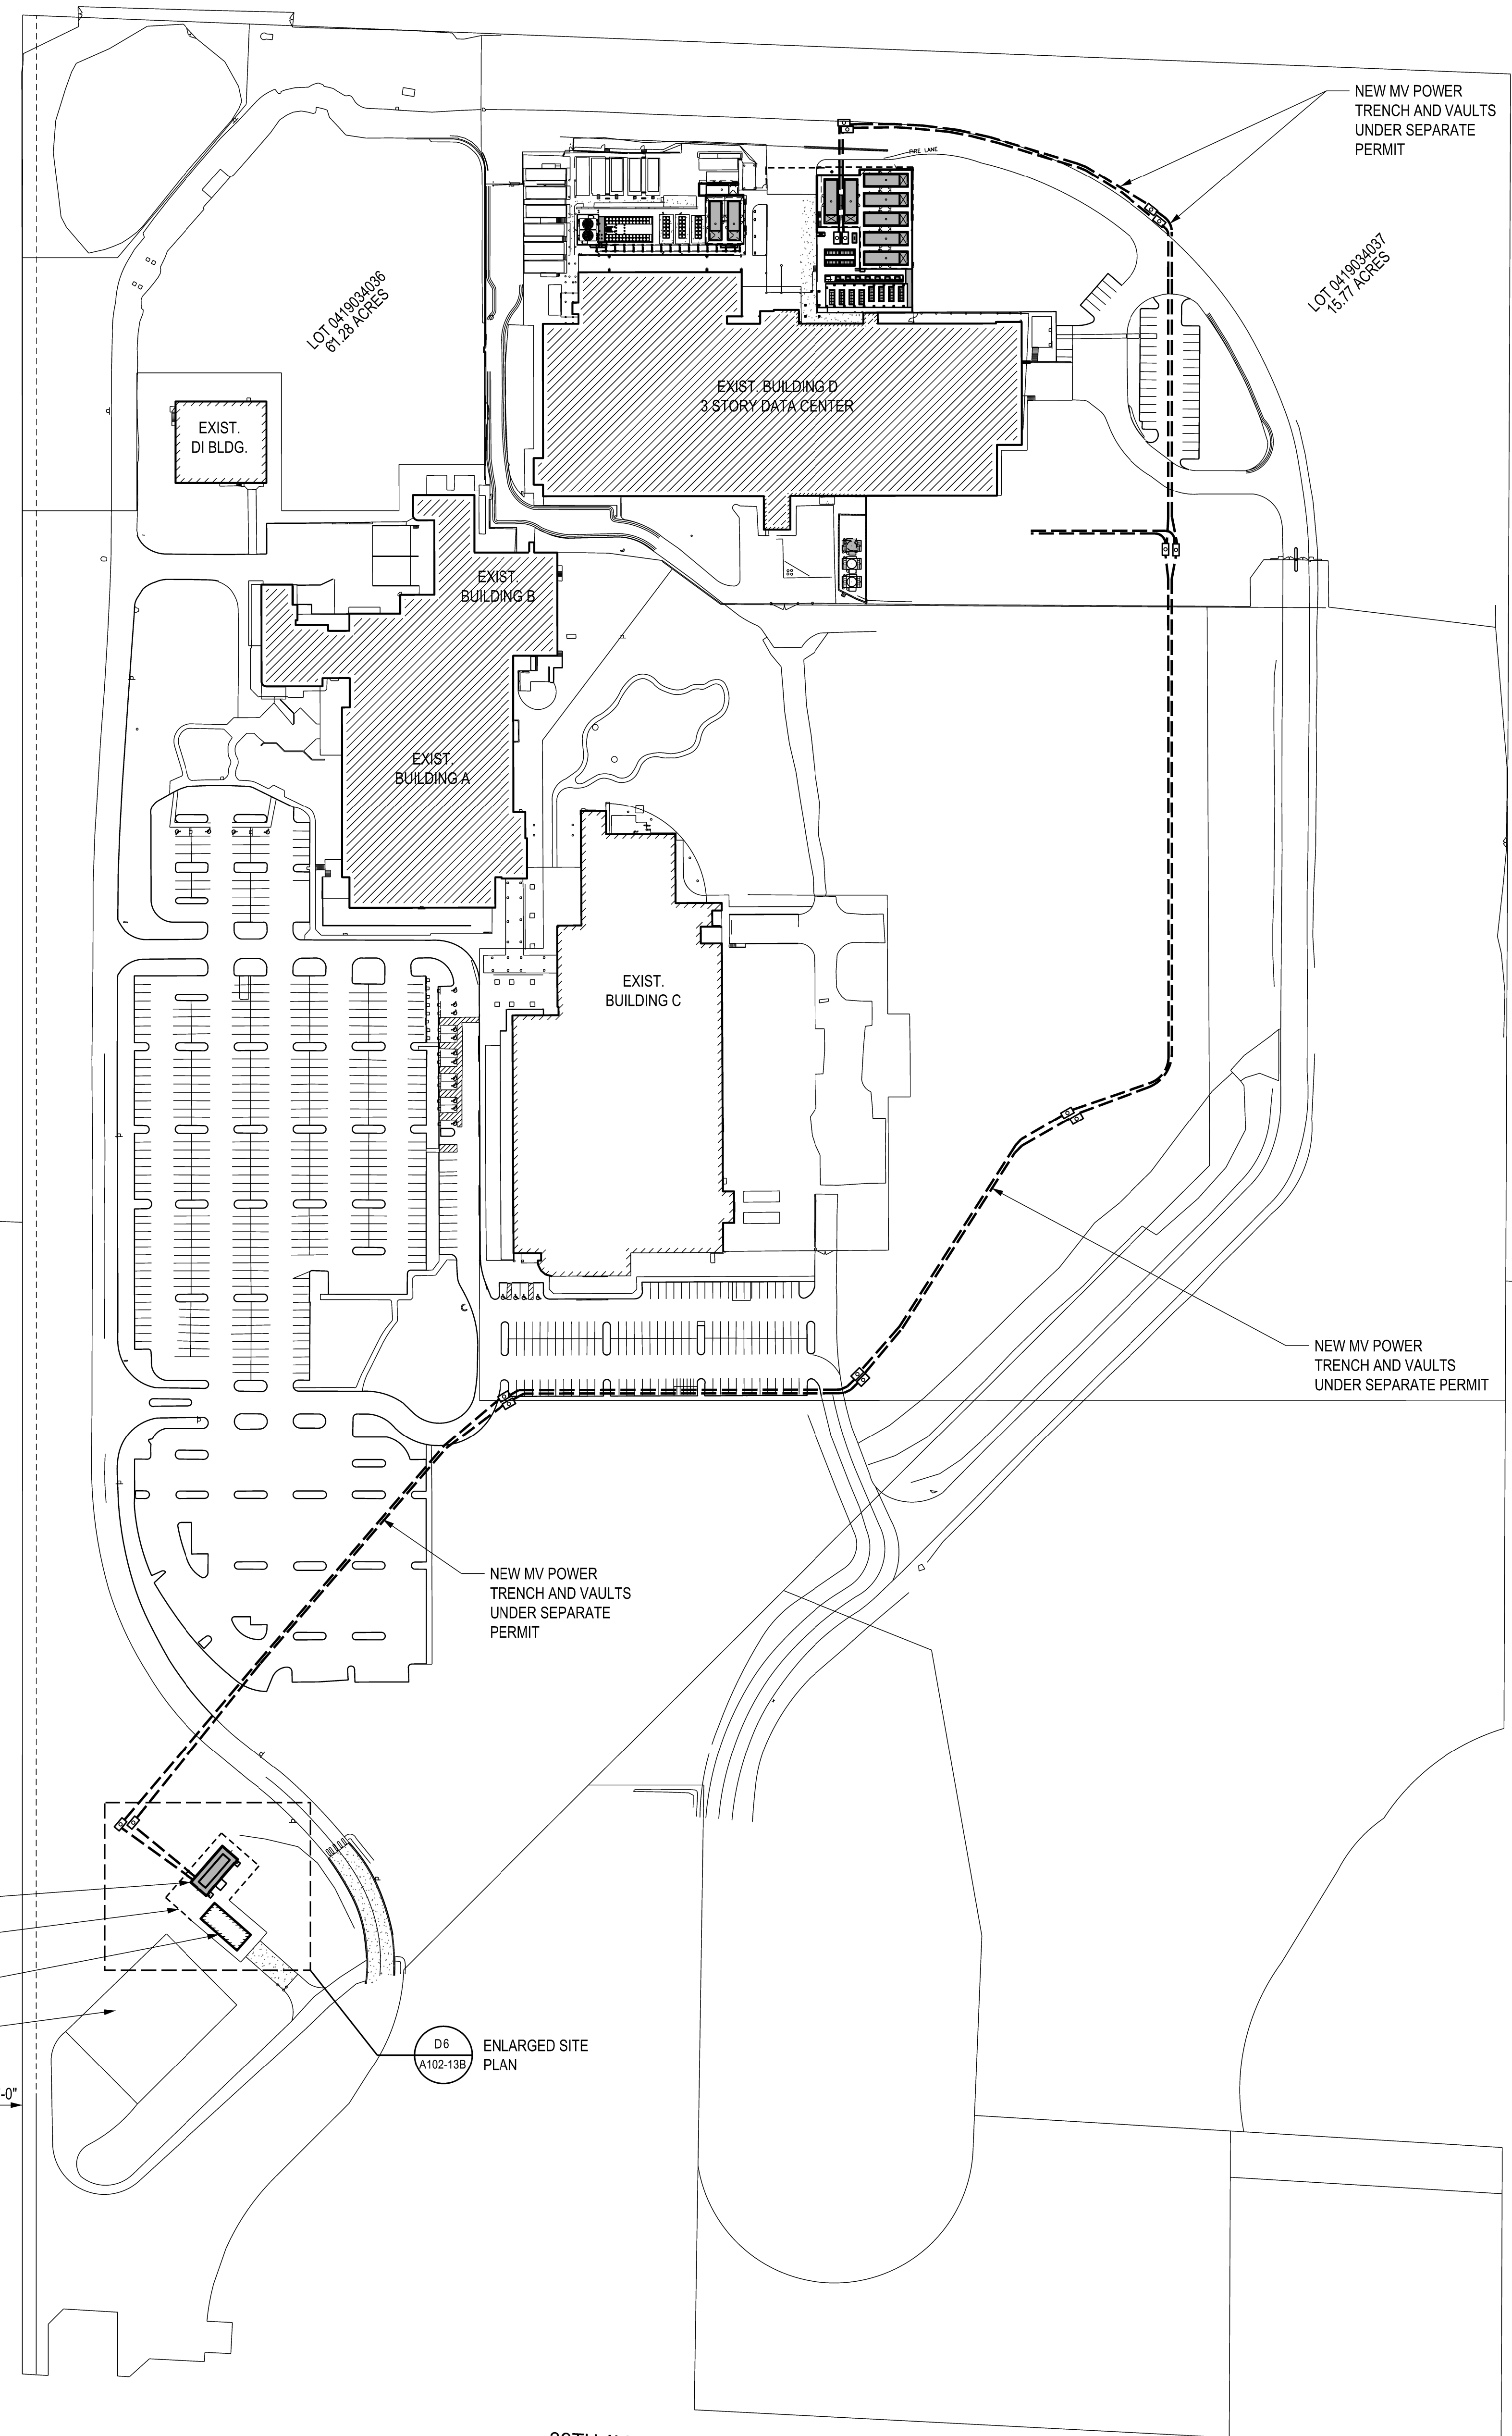 NEW MV POWER
TRENCH AND VAULTS
UNDER SEPARATE
PERMIT
FIRE LANE
LOT 0419034036
61.28 ACRES
LOT 0419034037
15.77 ACRES
EXIST. BUILDING D
3 STORY DATA CENTER
EXIST.
DI BLDG.
EXIST.
BUILDING B
EXIST.
BUILDING A
EXIST.
BUILDING C
NEW MV POWER
TRENCH AND VAULTS
UNDER SEPARATE PERMIT
NEW MV POWER
TRENCH AND VAULTS
UNDER SEPARATE
PERMIT
D6
A102-13B
ENLARGED SITE
PLAN
-0"